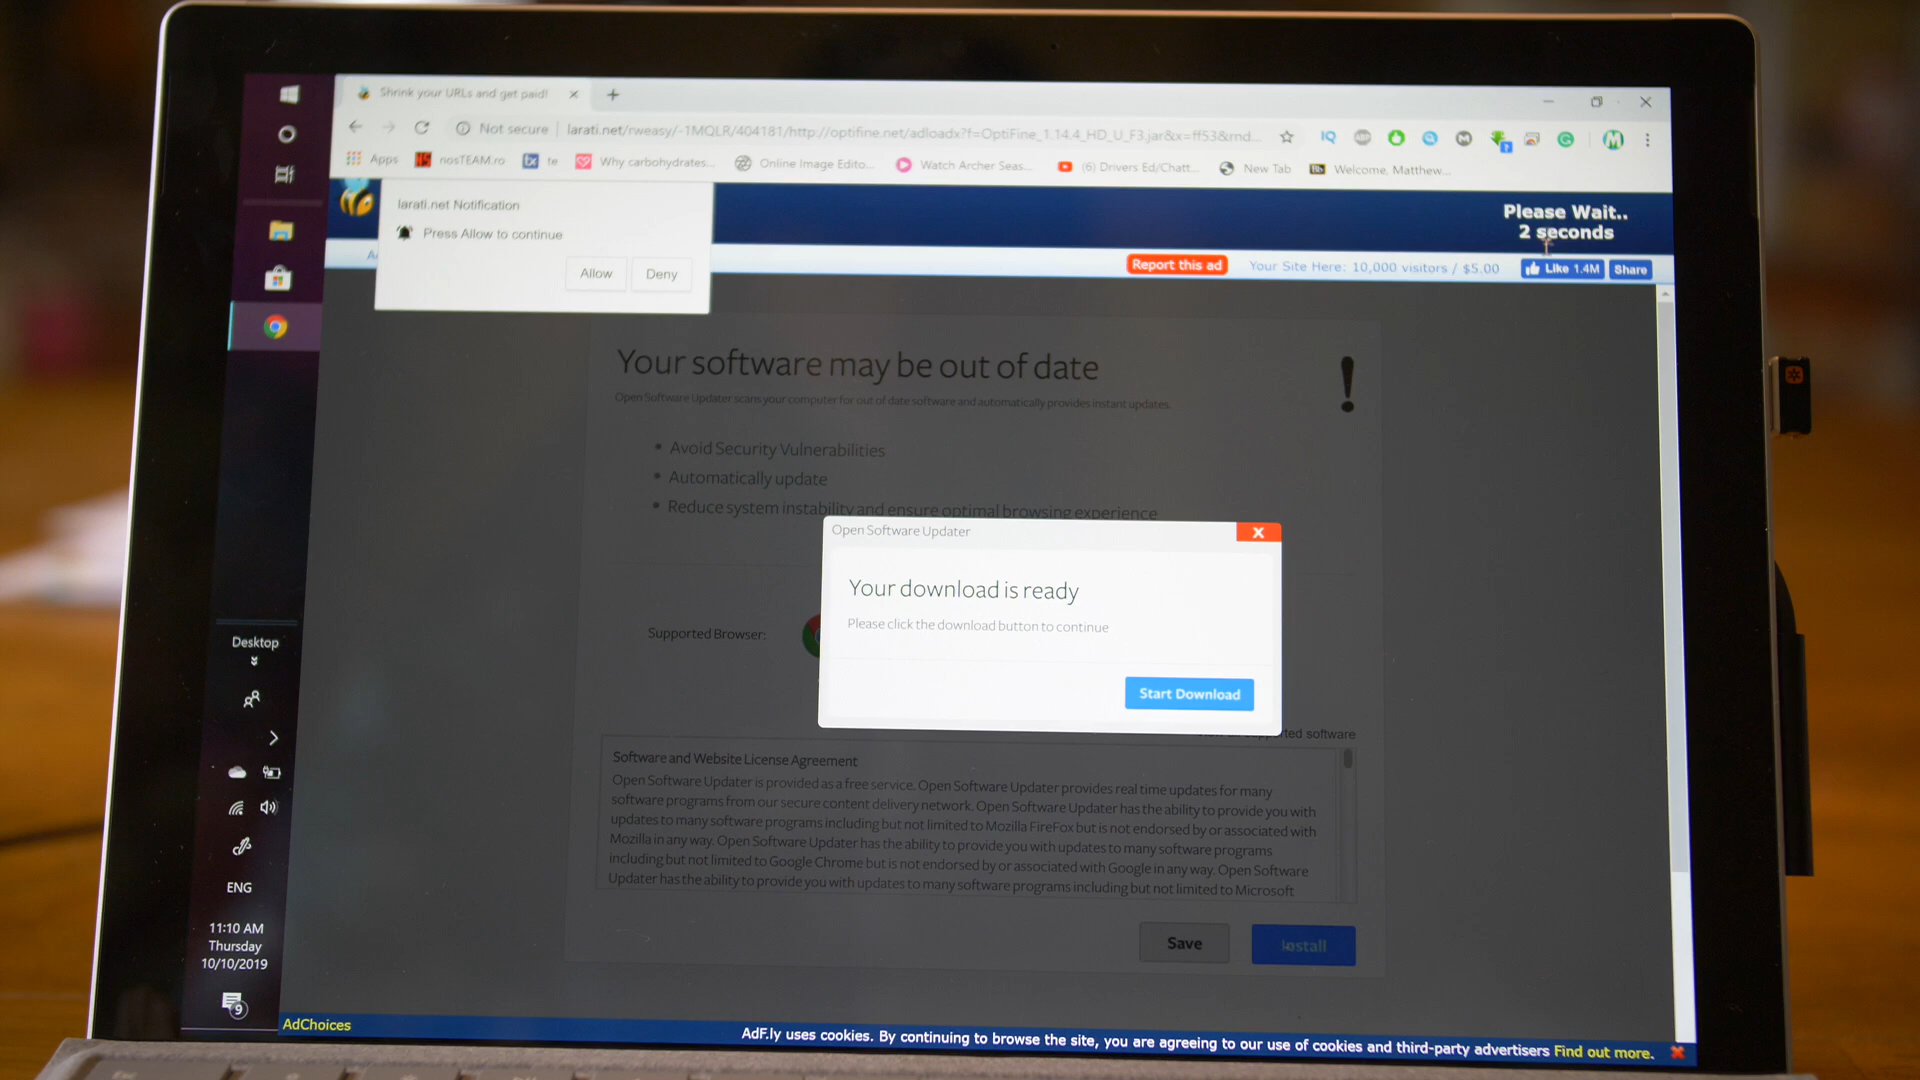 Shrink your URLs and get paid!
Not secure
larati.net/rweasy/-1MQLR/404181/http://optifine.net/adloadx?f=OptiFine_1.14.4_HD_U_F3.jar&x=ff53&rnd...
Apps
nosTEAM.ro
te
Why carbohydrates...
Online Image Edito...
Watch Archer Seas...
(6) Drivers Ed/Chatt...
New Tab
Welcome, Matthew...
larati.net Notification
Press Allow to continue
Allow
Deny
Please Wait..
2 seconds
Report this ad
Your Site Here: 10,000 visitors / $5.00
Like 1.4M
Share
Your software may be out of date
Open Software Updater scans your computer for out of date software and automatically provides instant updates.
• Avoid Security Vulnerabilities
• Automatically update
• Reduce system instability and ensure optimal browsing experience
Open Software Updater
X
Your download is ready
Please click the download button to continue
Start Download
Supported Browser:
supported software
Software and Website License Agreement
Open Software Updater is provided as a free service. Open Software Updater provides real time updates for many
software programs from our secure content delivery network. Open Software Updater has the ability to provide you with
updates to many software programs including but not limited to Mozilla FireFox but is not endorsed by or associated with
Mozilla in any way. Open Software Updater has the ability to provide you with updates to many software programs
including but not limited to Google Chrome but is not endorsed by or associated with Google in any way. Open Software
Updater has the ability to provide you with updates to many software programs including but not limited to Microsoft
Save
Install
Desktop
ENG
11:10 AM
Thursday
10/10/2019
9
AdChoices
AdF.ly uses cookies. By continuing to browse the site, you are agreeing to our use of cookies and third-party advertisers Find out more.